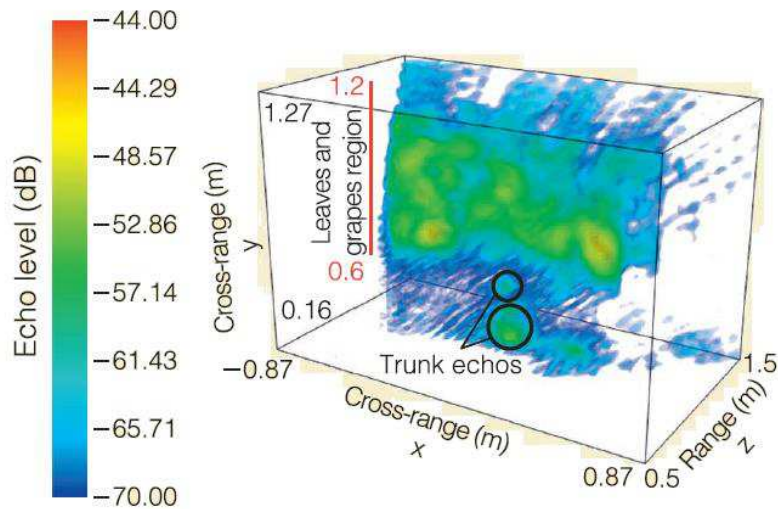 Echo level (dB)
−44.00
−44.29
−48.57
−52.86
−57.14
−61.43
−65.71
−70.00
Cross-range (m)
y
1.27
0.16
Leaves and
grapes region
1.2
0.6
Trunk echos
−0.87
Cross-range (m)
x
0.87
0.5
Range (m)
z
1.5